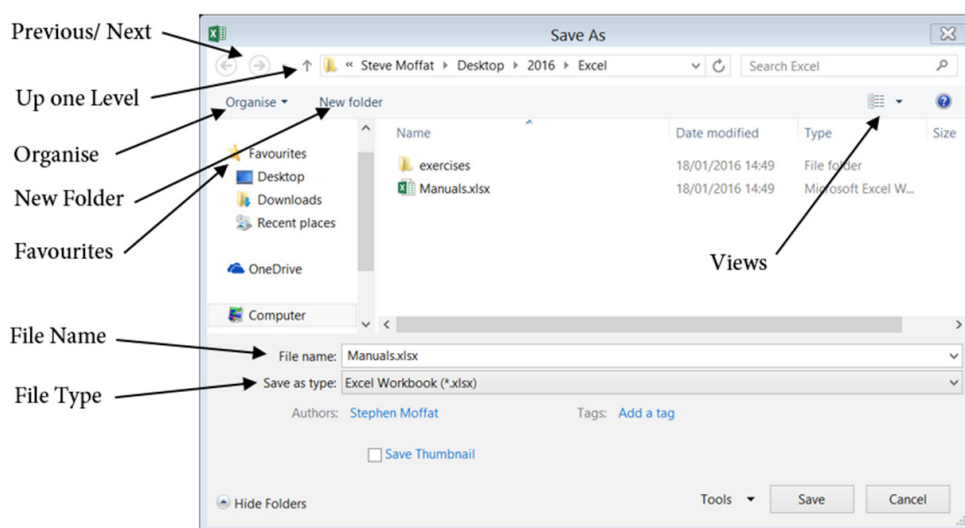 Previous/ Next
Save As
« Steve Moffat Desktop 2016 Excel
Search Excel
Up one Level
Organise
New folder
Organise
Name
Date modified
Type
Size
Favourites
exercises
18/01/2016 14:49
File folder
Desktop
Manuals.xlsx
18/01/2016 14:49
Microsoft Excel W...
New Folder
Downloads
Recent places
Favourites
OneDrive
Views
Computer
File Name
File name: Manuals.xlsx
Save as type: Excel Workbook (*.xlsx)
File Type
Authors: Stephen Moffat
Tags: Add a tag
Save Thumbnail
Hide Folders
Tools
Save
Cancel